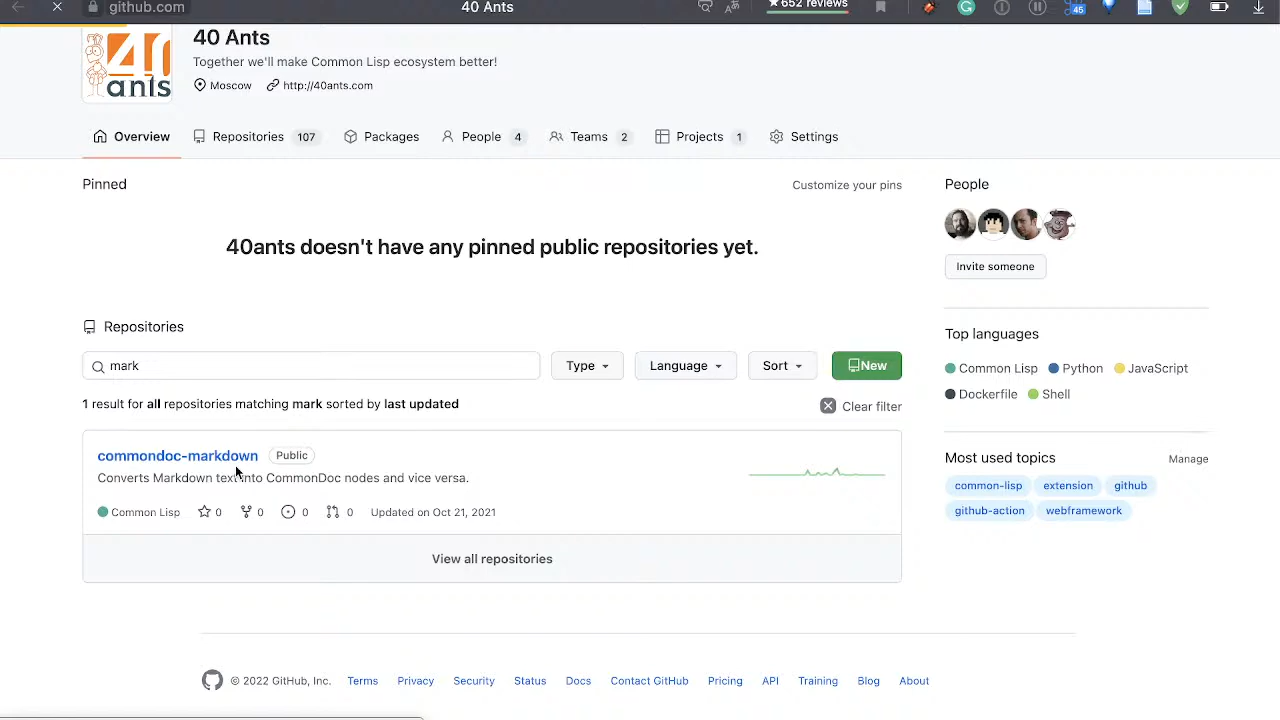 github.com
40 Ants
★652 reviews
45
40
ants
40 Ants
Together we'll make Common Lisp ecosystem better!
Moscow http://40ants.com
Overview Repositories 107 Packages People 4 Teams 2 Projects 1 Settings
Pinned Customize your pins
40ants doesn't have any pinned public repositories yet.
People
Invite someone
Repositories
mark Type Language Sort New
1 result for all repositories matching mark sorted by last updated Clear filter
commondoc-markdown Public
Converts Markdown text into CommonDoc nodes and vice versa.
Common Lisp 0 0 0 0 Updated on Oct 21, 2021
View all repositories
Top languages
Common Lisp Python JavaScript
Dockerfile Shell
Most used topics Manage
common-lisp extension github
github-action webframework
© 2022 GitHub, Inc. Terms Privacy Security Status Docs Contact GitHub Pricing API Training Blog About